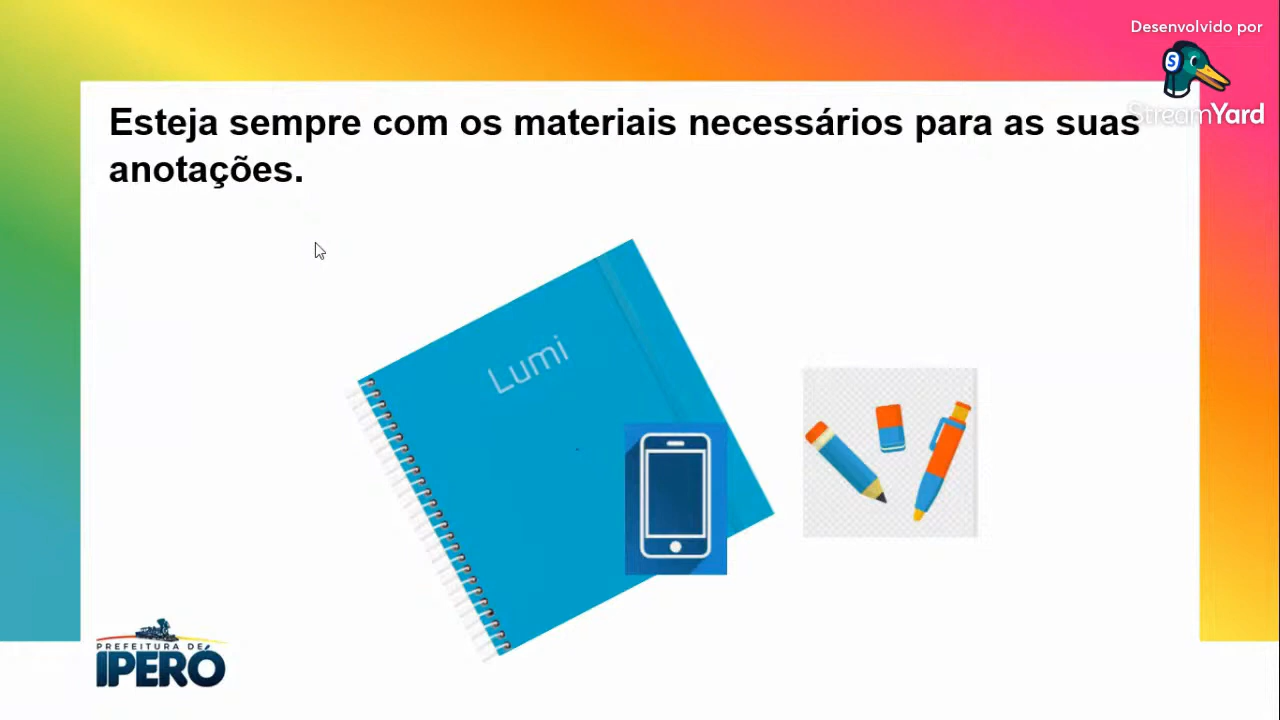 Desenvolvido por
S
StreamYard
Esteja sempre com os materiais necessários para as suas
anotações.
Lumi
PREFEITURA DE
IPERÓ